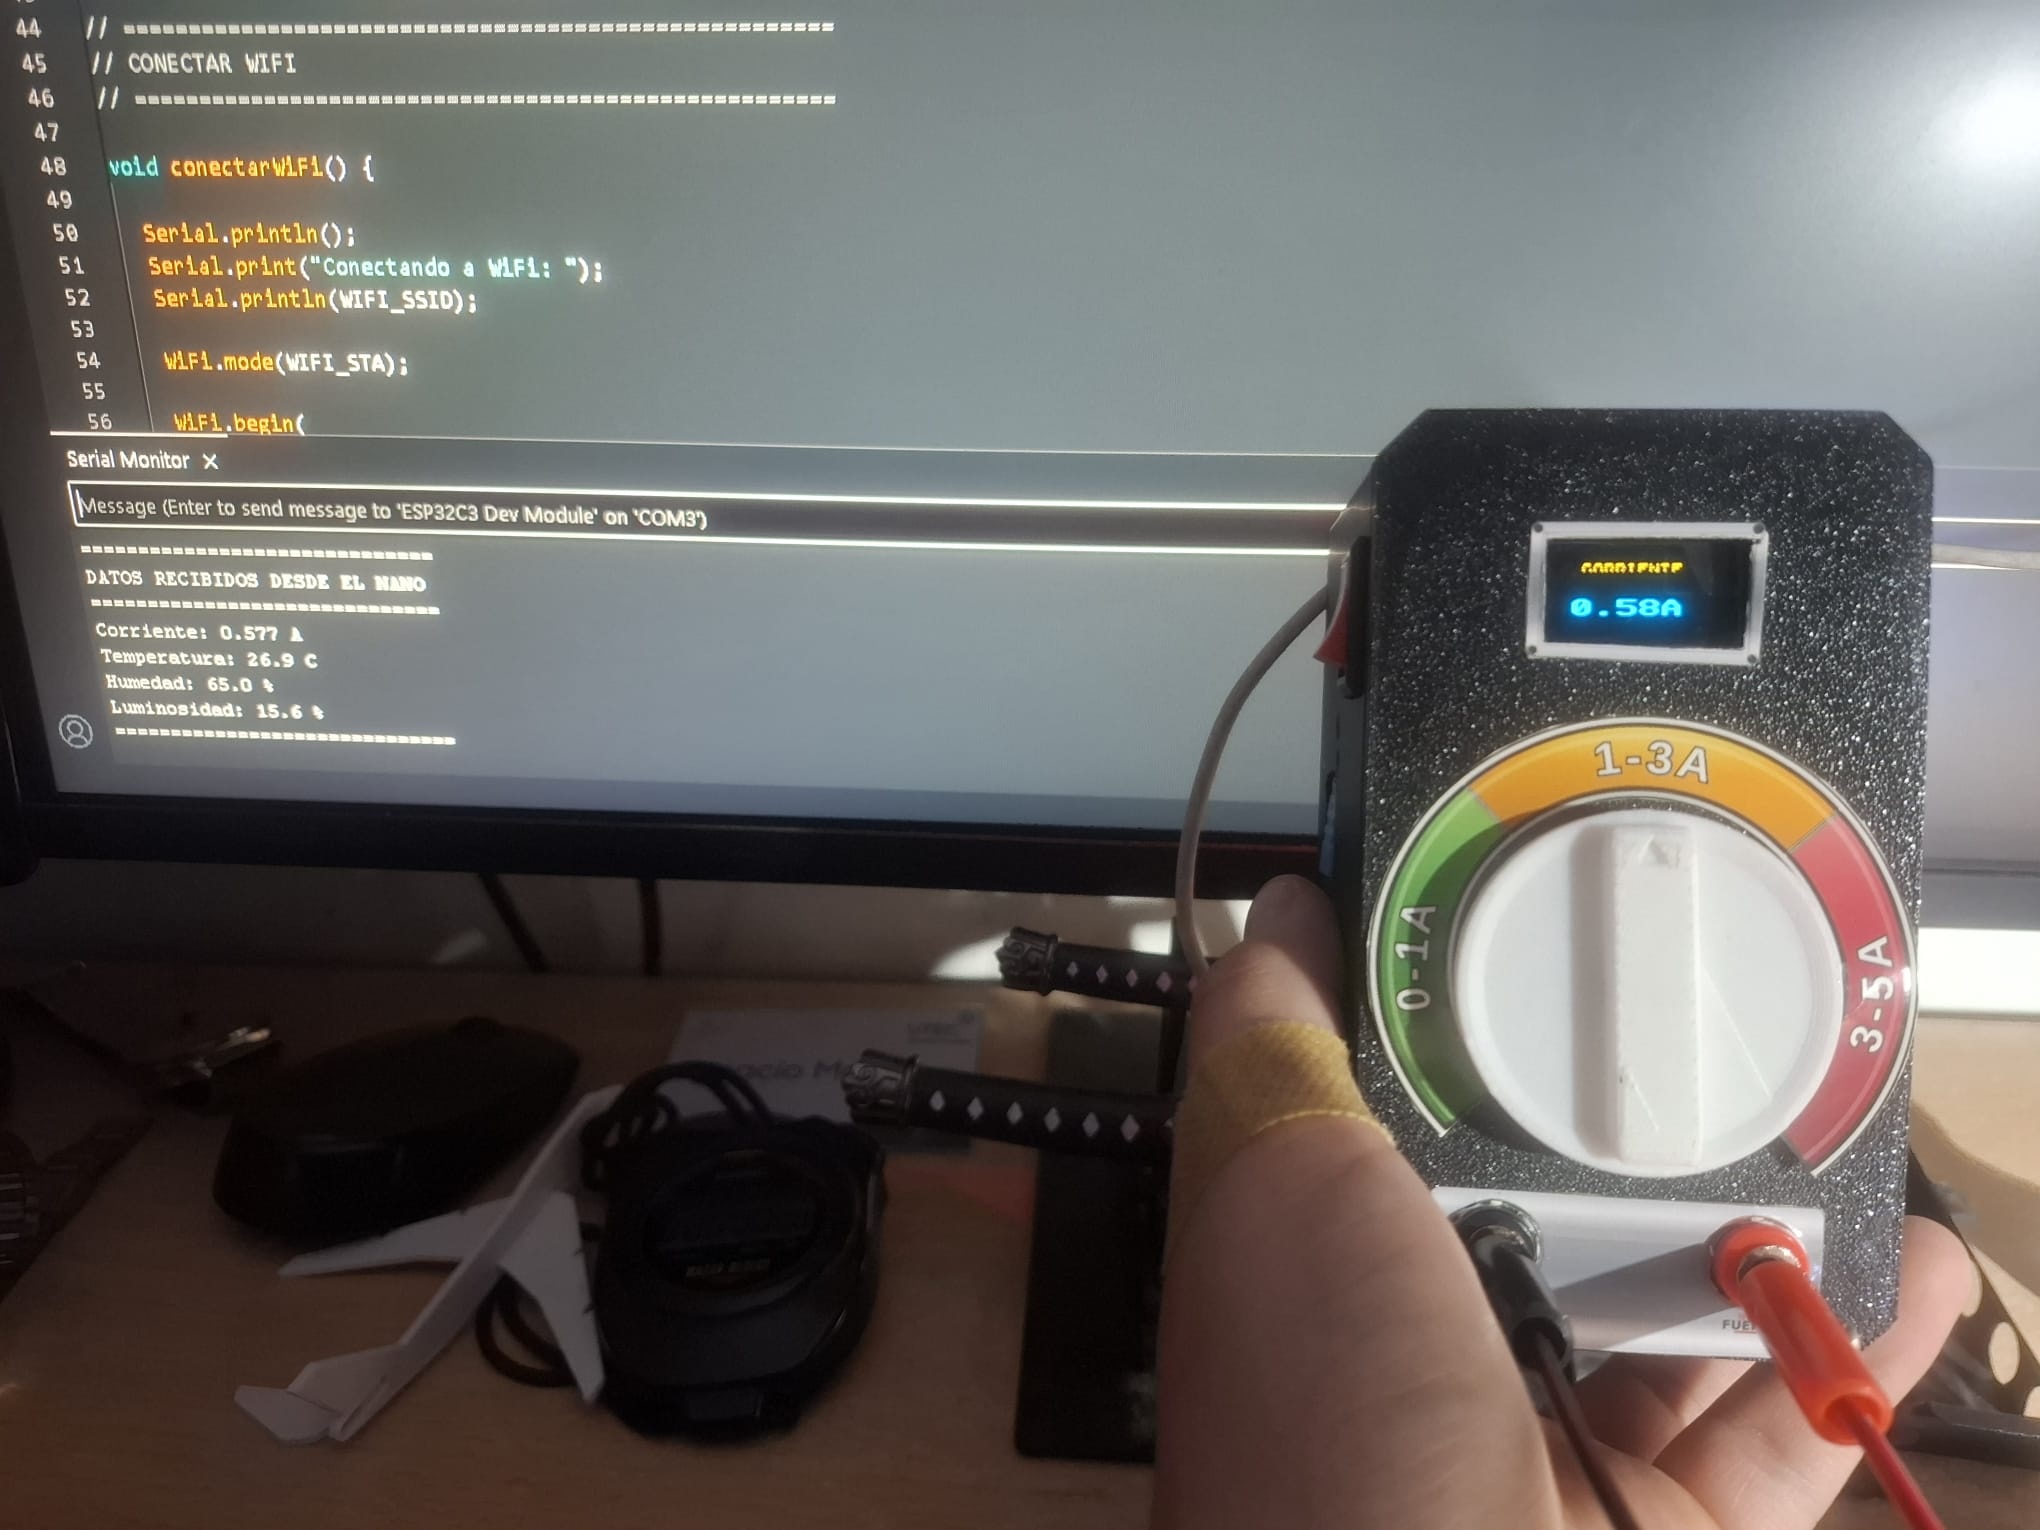 44 // ======================================================
45 // CONECTAR WIFI
46 // ======================================================
47
48 void conectarWiFi() {
49
50 Serial.println();
51 Serial.print("Conectando a WiFi: ");
52 Serial.println(WIFI_SSID);
53
54 WiFi.mode(WIFI_STA);
55
56 WiFi.begin(
Serial Monitor
Message (Enter to send message to 'ESP32C3 Dev Module' on 'COM3')
==============================
DATOS RECIBIDOS DESDE EL NANO
==============================
Corriente: 0.577 A
Temperatura: 26.9 C
Humedad: 65.0 %
Luminosidad: 15.6 %
==============================
CORRIENTE
0.58A
0-1A
1-3A
3-5A